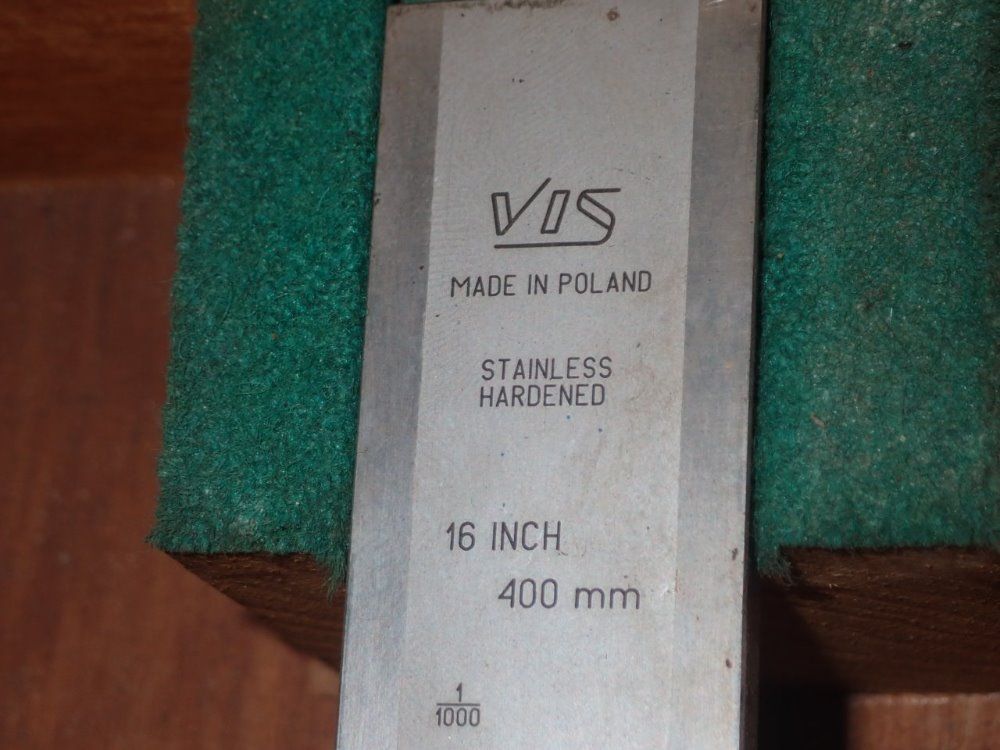 VIS
MADE IN POLAND
STAINLESS
HARDENED
16 INCH
400 mm
1/1000